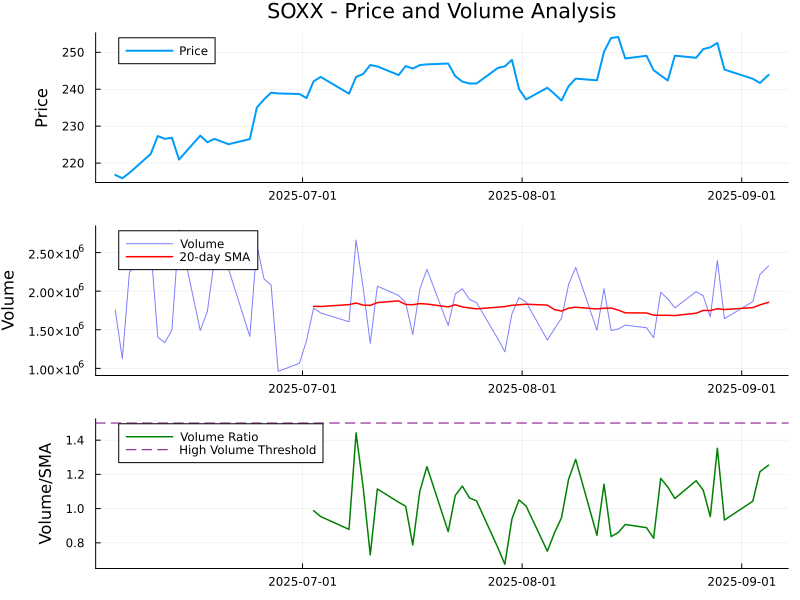 SOXX - Price and Volume Analysis
Price
250
240
230
220
Price
2025-07-01
2025-08-01
2025-09-01
Volume
20-day SMA
2.50×10⁶
2.00×10⁶
1.50×10⁶
1.00×10⁶
Volume
2025-07-01
2025-08-01
2025-09-01
Volume Ratio
High Volume Threshold
1.4
1.2
1.0
0.8
Volume/SMA
2025-07-01
2025-08-01
2025-09-01